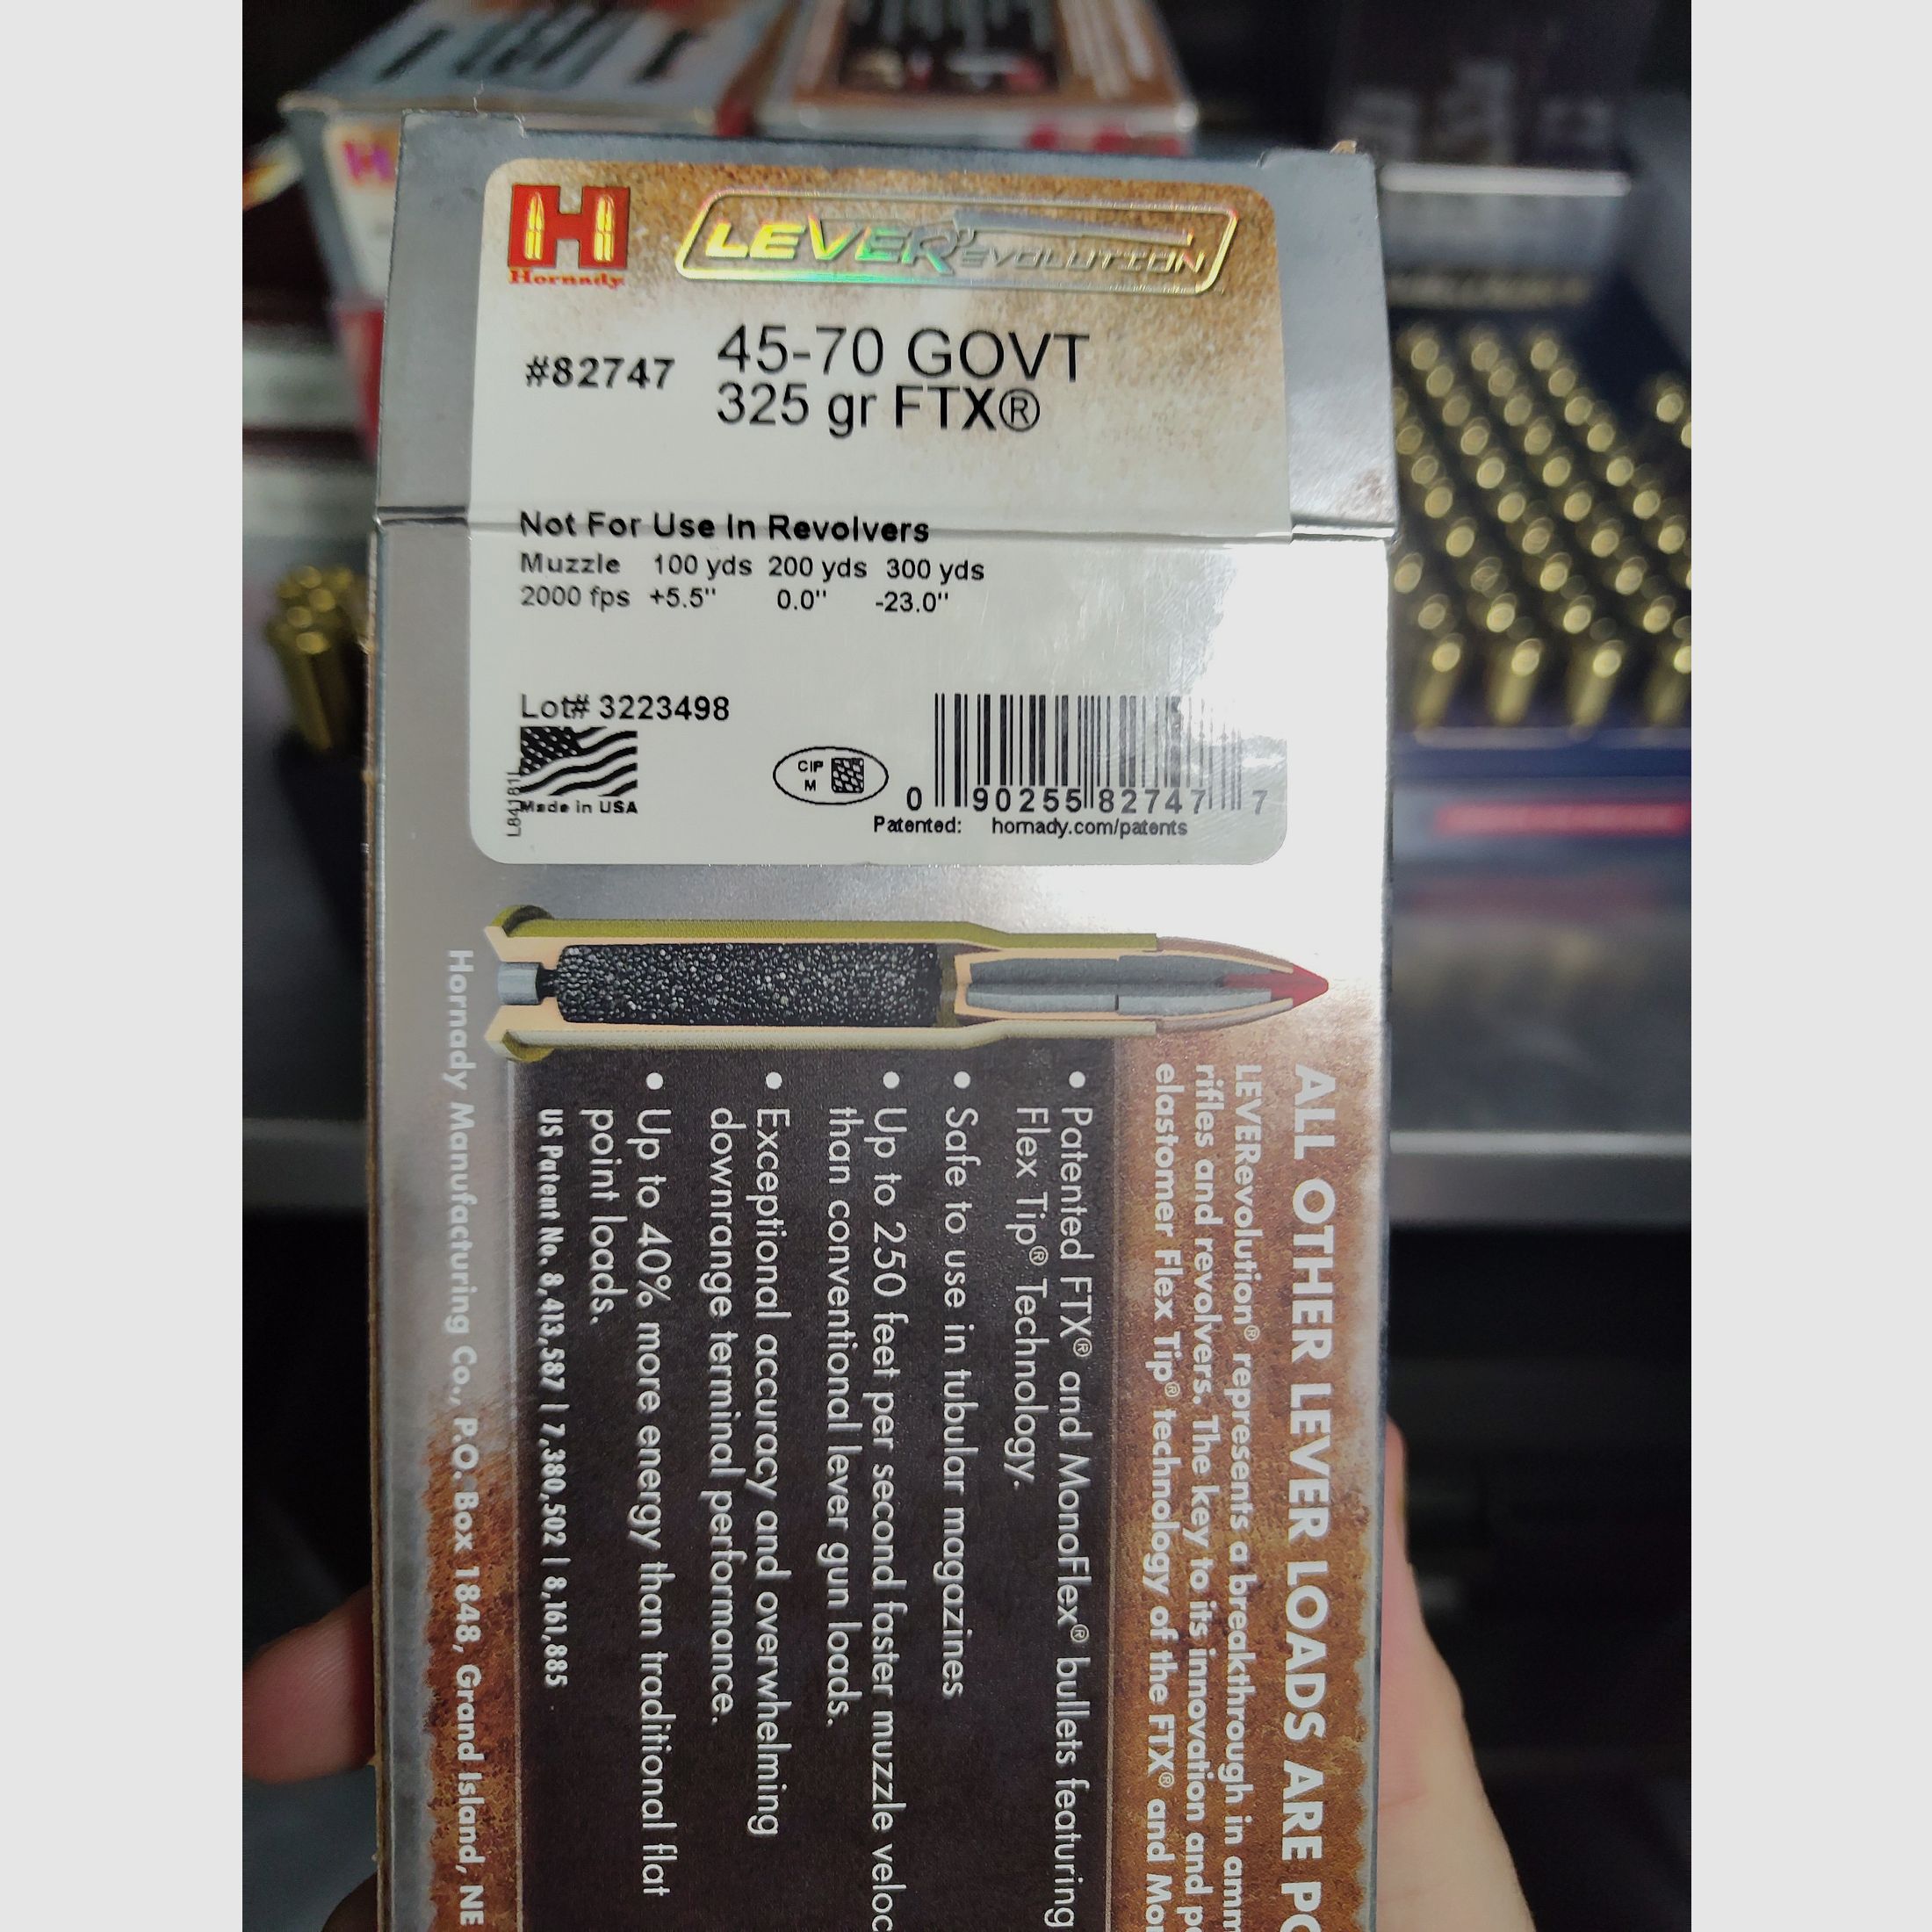 H
Hornady
LEVERevolution
#82747
45-70 GOVT
325 gr FTX®
Not For Use In Revolvers
Muzzle 100 yds 200 yds 300 yds
2000 fps +5.5" 0.0" -23.0"
Lot# 3223498
CIP
M
L84181L
Made in USA
0 90255 82747 7
Patented: hornady.com/patents
ALL OTHER LEVER LOADS ARE
LEVERevolution® represents a breakthrough in
rifles and revolvers. The key to its innovation and
elastomer Flex Tip® technology of the FTX® and
• Patented FTX® and MonoFlex® bullets featuring
Flex Tip® Technology.
• Safe to use in tubular magazines
• Up to 250 feet per second faster muzzle
than conventional lever gun loads.
• Exceptional accuracy and overwhelming
downrange terminal performance.
• Up to 40% more energy than traditional flat
point loads.
US Patent No. 8,413,587 | 7,380,502 | 8,161,885
Hornady Manufacturing Co., P.O. Box 1848, Grand Island, NE